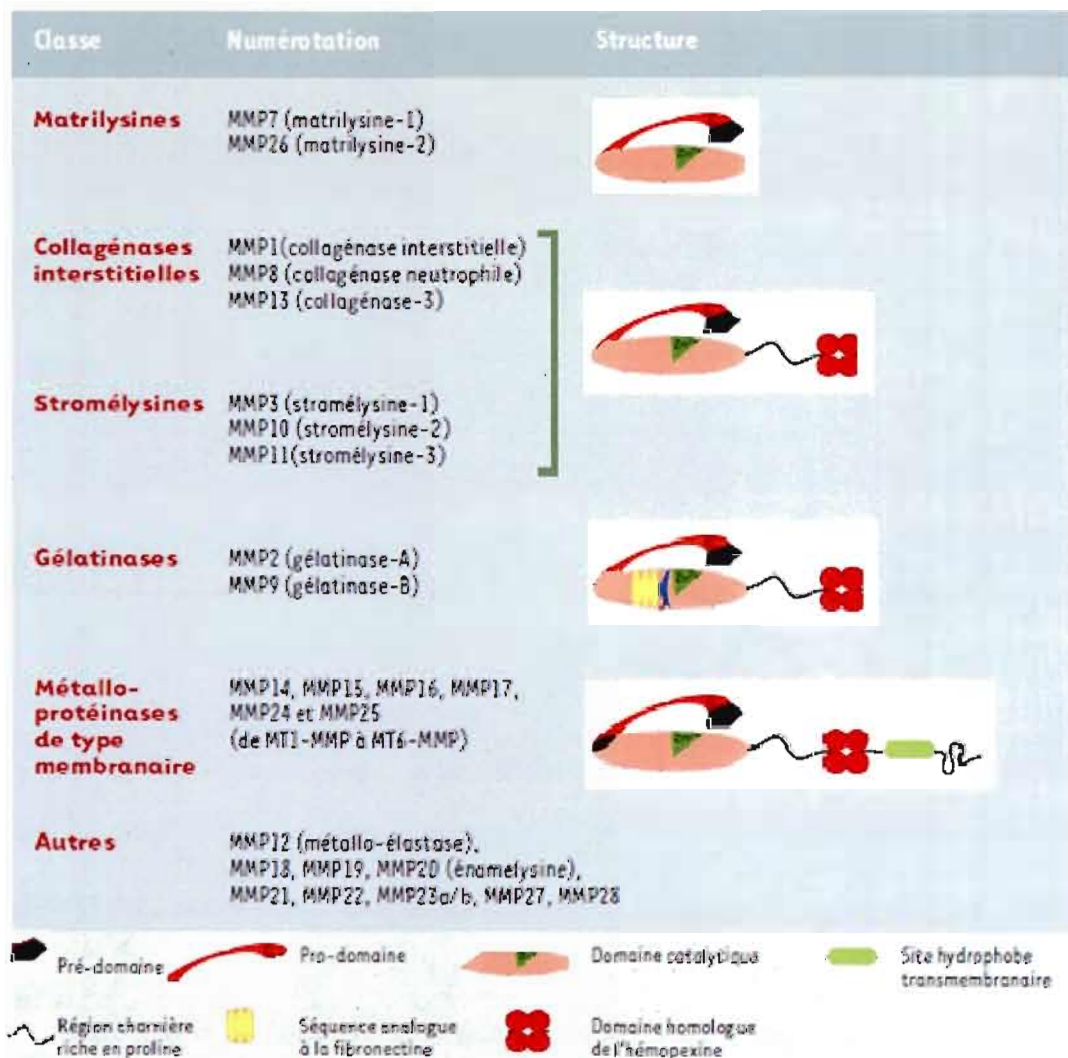 Classe Numérotation Structure
Matrilysines MMP7 (matrilysine-1)
MMP26 (matrilysine-2)
Collagénases interstitielles
MMP1(collagénase interstitielle)
MMP8 (collagénase neutrophile)
MMP13 (collagénase-3)
Stromélysines MMP3 (stromélysine-1)
MMP10 (stromélysine-2)
MMP11(stromélysine-3)
Gélatinases MMP2 (gélatinase-A)
MMP9 (gélatinase-B)
Métallo-
protéinases
de type
membranaire
MMP14, MMP15, MMP16, MMP17,
MMP24 et MMP25
(de MT1-MMP à MT6-MMP)
Autres MMP12 (métallo-élastase),
MMP18, MMP19, MMP20 (énamelysine),
MMP21, MMP22, MMP23a/b, MMP27, MMP28
Pré-domaine Pro-domaine Domaine catalytique Site hydrophobe
transmembranaire
Région charnière
riche en proline
Séquence analogue
à la fibronectine
Domaine homologue
de l'hémopexine